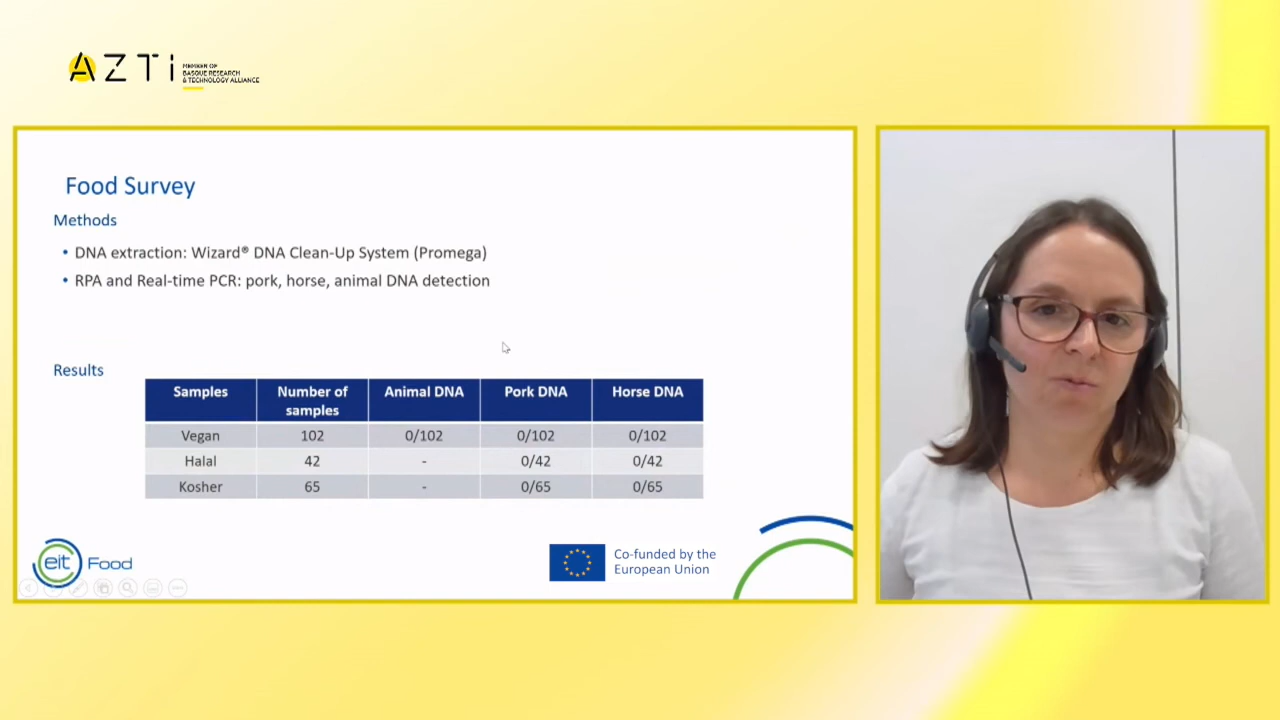 AZTi
MEMBER OF
BASQUE RESEARCH
& TECHNOLOGY ALLIANCE
Food Survey
Methods
• DNA extraction: Wizard® DNA Clean-Up System (Promega)
• RPA and Real-time PCR: pork, horse, animal DNA detection
Results
Samples Number of samples Animal DNA Pork DNA Horse DNA
Vegan 102 0/102 0/102 0/102
Halal 42 - 0/42 0/42
Kosher 65 - 0/65 0/65
eit Food
Co-funded by the
European Union